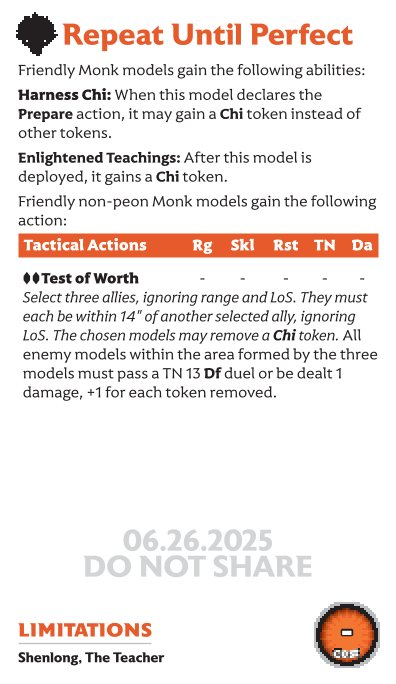 Repeat Until Perfect
Friendly Monk models gain the following abilities:
Harness Chi: When this model declares the
Prepare action, it may gain a Chi token instead of
other tokens.
Enlightened Teachings: After this model is
deployed, it gains a Chi token.
Friendly non-peon Monk models gain the following
action:
Tactical Actions Rg Skl Rst TN Da
Test of Worth - - - - -
Select three allies, ignoring range and LoS. They must
each be within 14" of another selected ally, ignoring
LoS. The chosen models may remove a Chi token. All
enemy models within the area formed by the three
models must pass a TN 13 Df duel or be dealt 1
damage, +1 for each token removed.
06.26.2025
DO NOT SHARE
LIMITATIONS
Shenlong, The Teacher